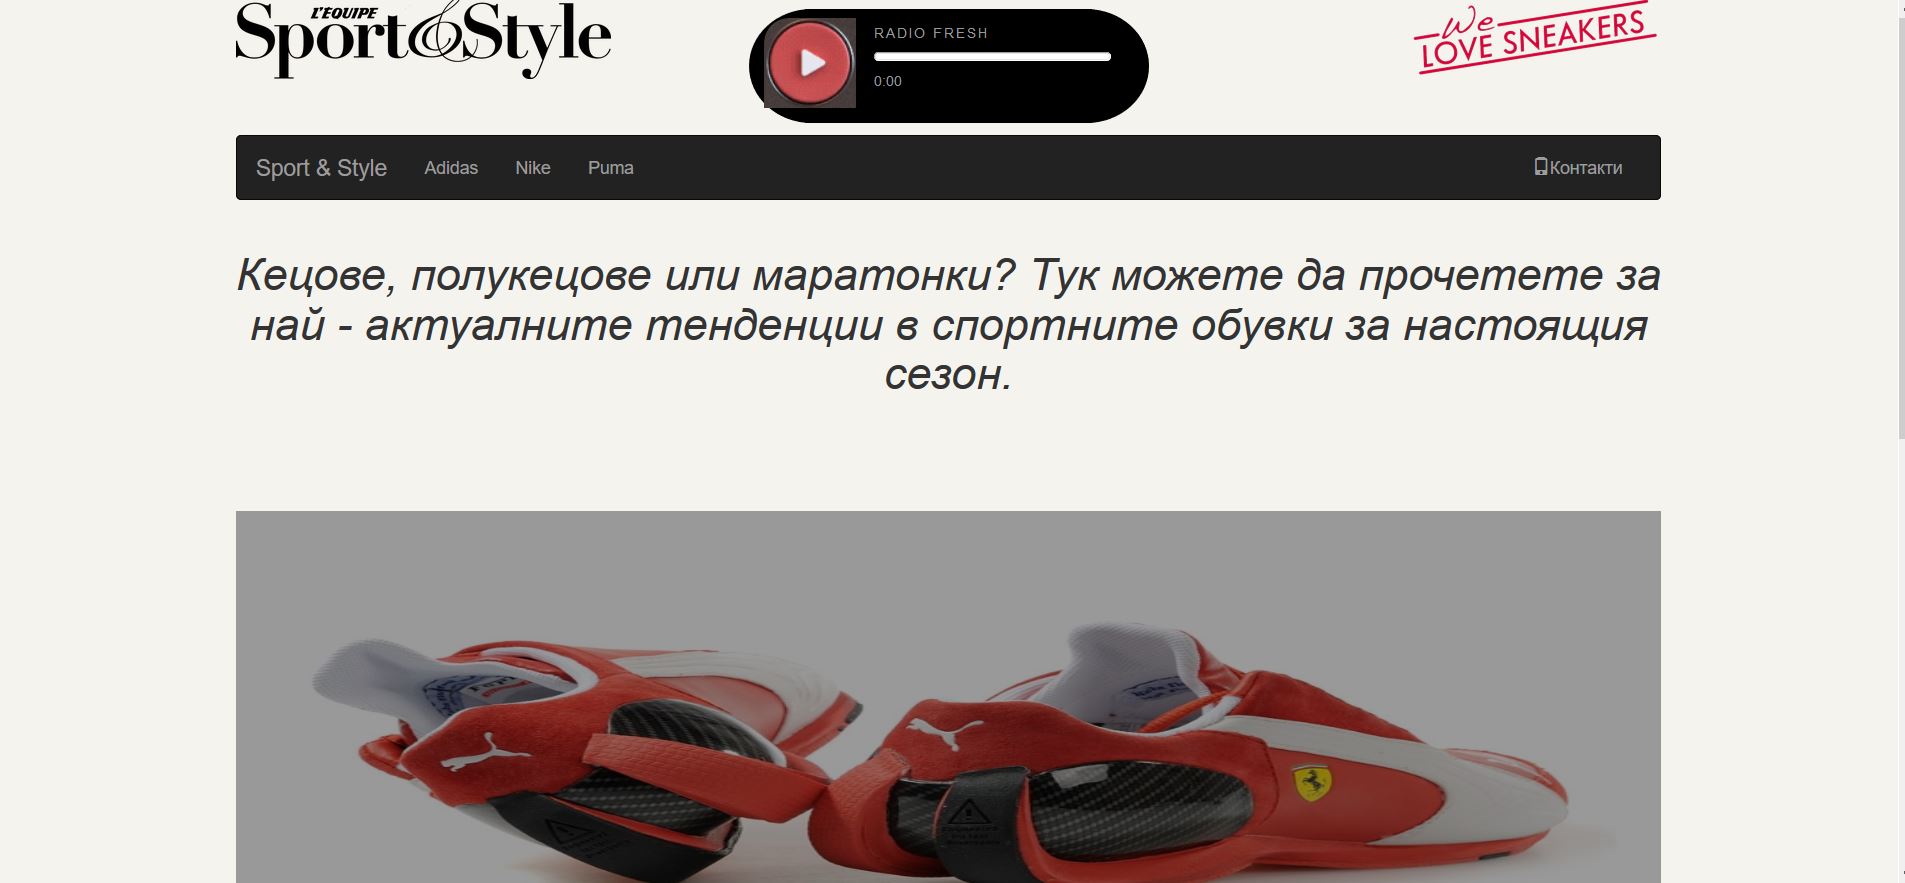 L'ÉQUIPE
Sport&Style
RADIO FRESH
0:00
We
LOVE SNEAKERS
Sport & Style Adidas Nike Puma Контакти
Кецове, полукецове или маратонки? Тук можете да прочетете за
най - актуалните тенденции в спортните обувки за настоящия
сезон.